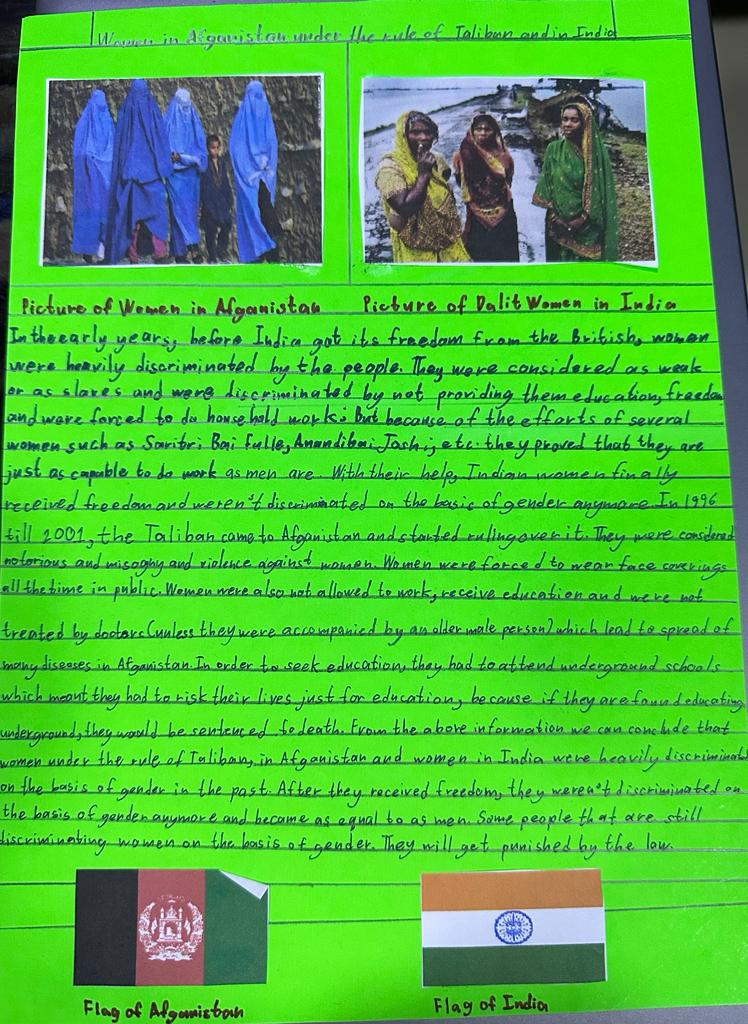 Women in Afganistan under the rule of Taliban and in India
Picture of Women in Afganistan
Picture of Dalit Women in India
In the early years, before India got its freedom from the British, women
were heavily discriminated by the people. They were considered as weak
or as slaves and were discriminated by not providing them education, freedom
and were forced to do household work. But because of the efforts of several
women such as Saritri Bai Fulle, Anandibai Joshi, etc. they proved that they are
just as capable to do work as men are. With their help, Indian women finally
received freedom and weren't discriminated on the basis of gender anymore. In 1996
till 2001, the Taliban came to Afganistan and started ruling over it. They were considered
notorious and misogny and violence against women. Women were forced to wear face coverings
all the time in public. Women were also not allowed to work, receive education and were not
treated by doctors (unless they were accompanied by an older male person) which lead to spread of
many diseases in Afganistan. In order to seek education, they had to attend underground schools
which meant they had to risk their lives just for education, because if they are found educating
underground, they would be sentenced to death. From the above information we can conclude that
women under the rule of Taliban, in Afganistan and women in India were heavily discriminated
on the basis of gender in the past. After they received freedom, they weren't discriminated on
the basis of gender anymore and became as equal to as men. Some people that are still
discriminating women on the basis of gender. They will get punished by the law.
Flag of Afganistan
Flag of India